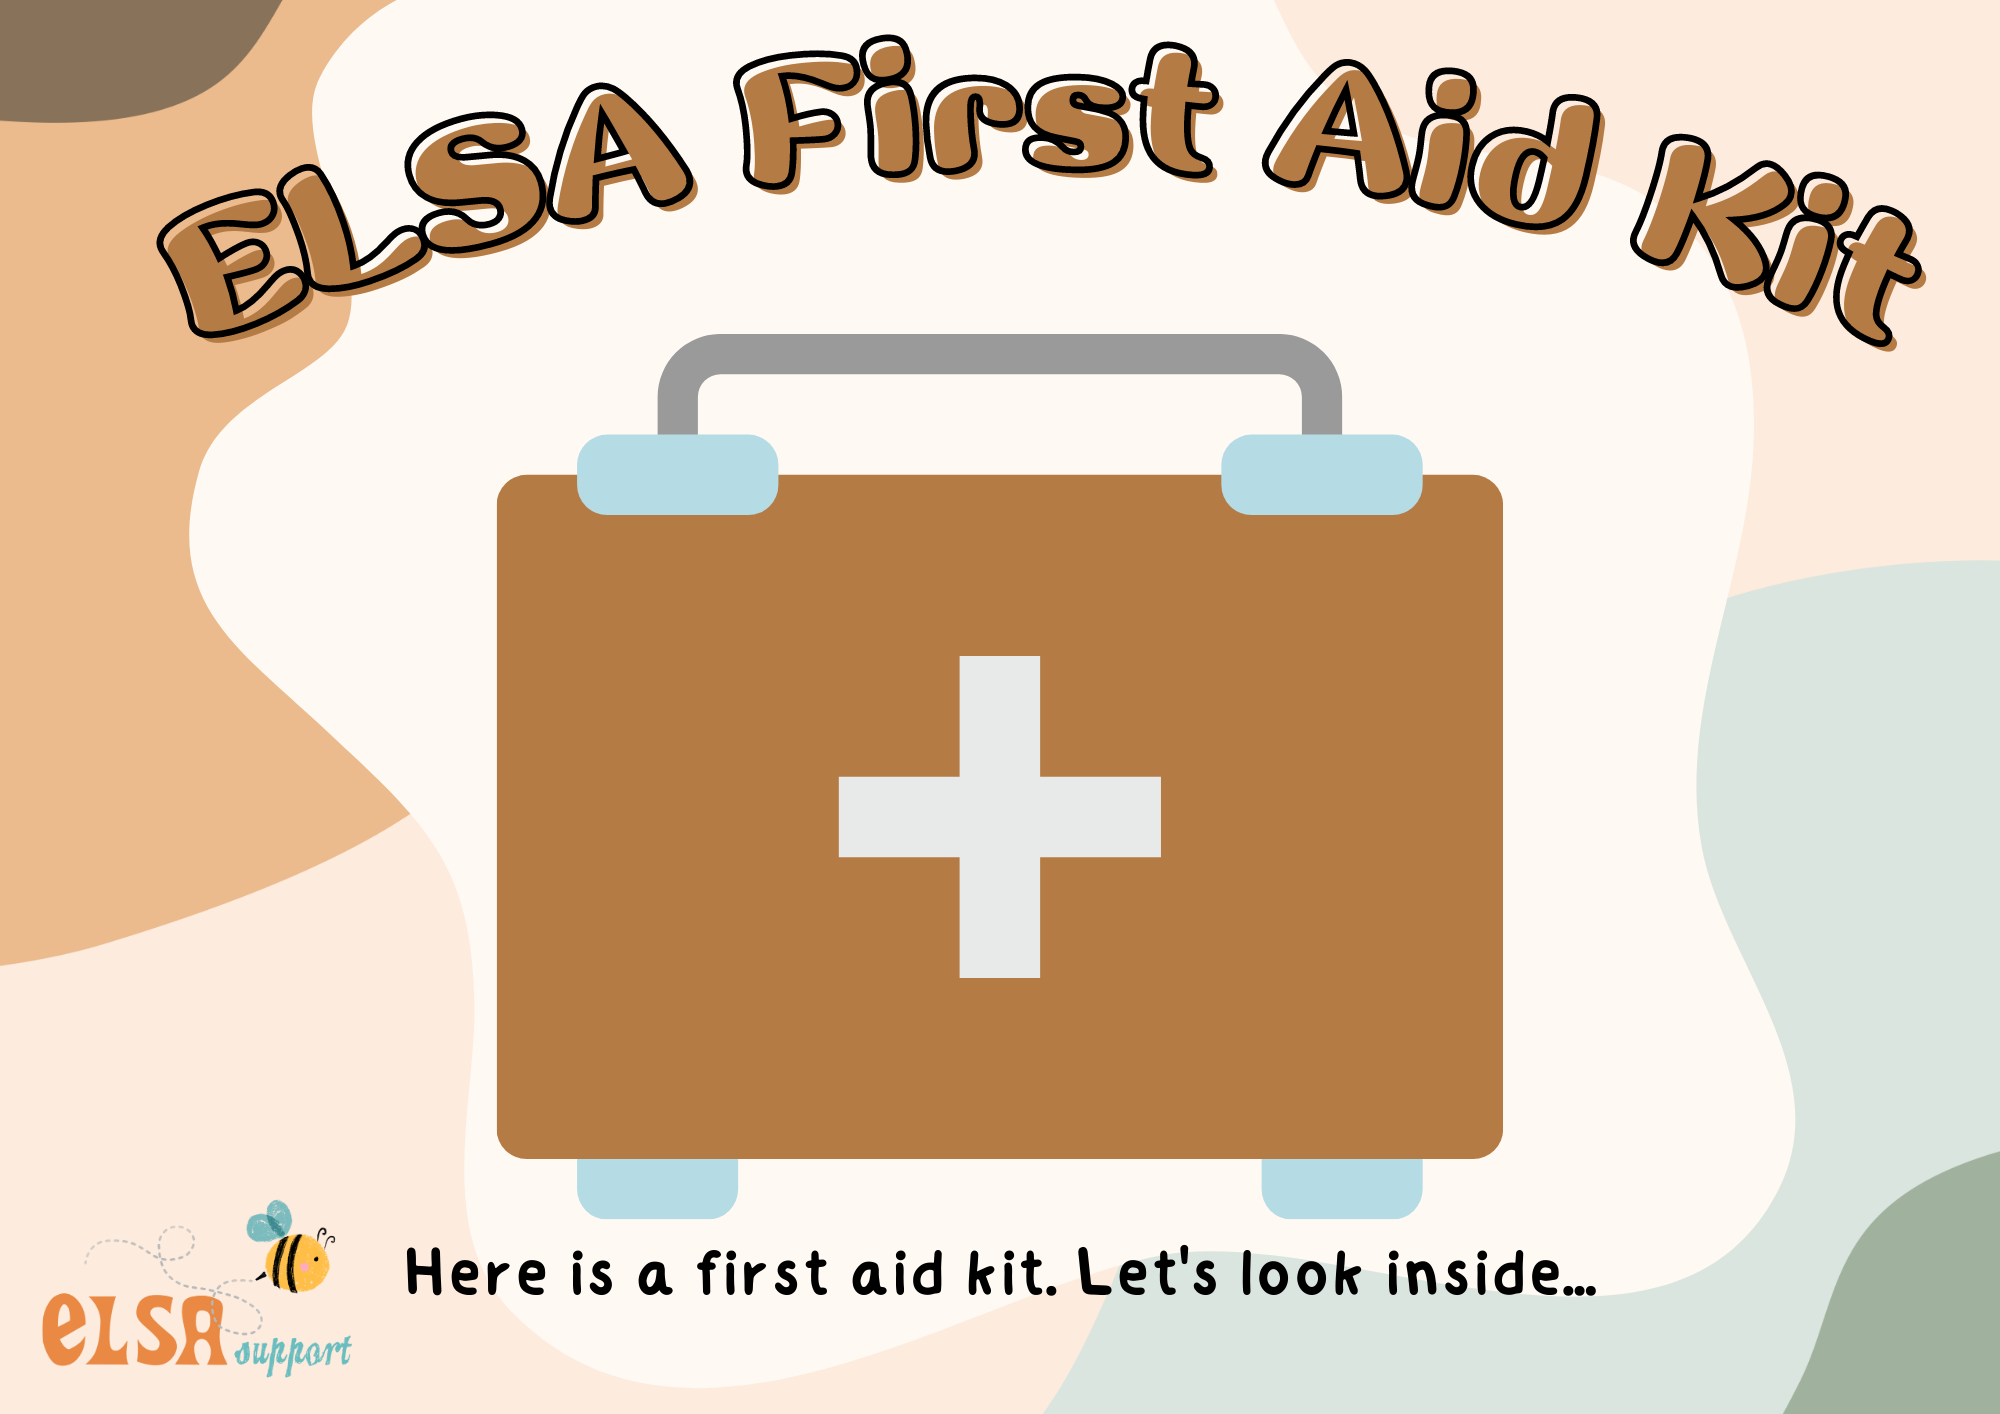 ELSA First Aid Kit
Here is a first aid kit. Let's look inside...
eLSA support